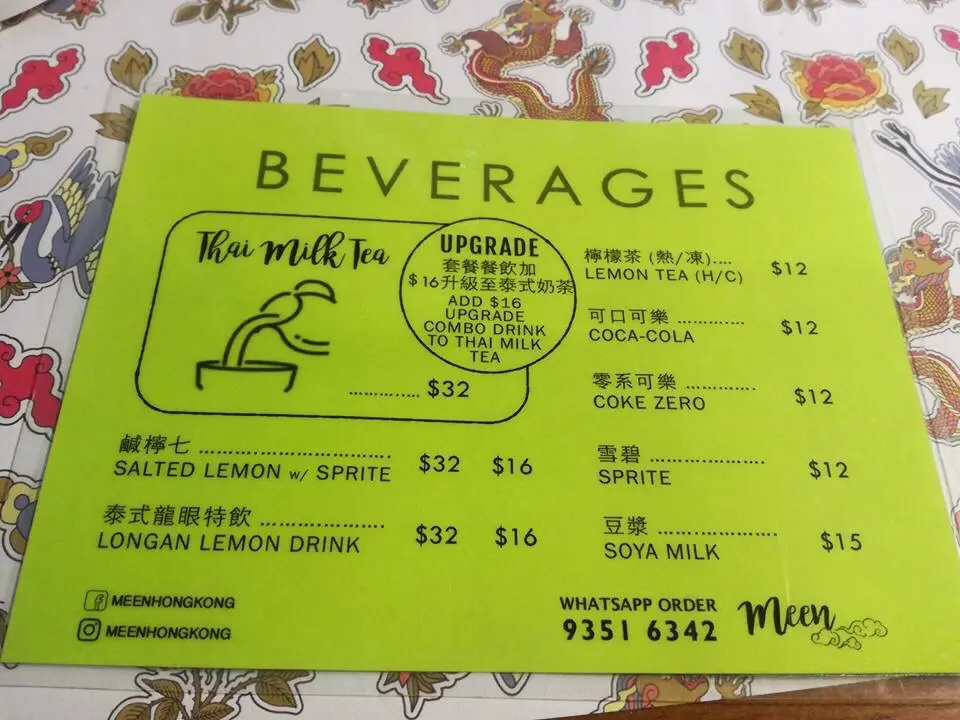 BEVERAGES
Thai Milk Tea
............. $32
UPGRADE
套餐餐飲加
$16升級至泰式奶茶
ADD $16
UPGRADE
COMBO DRINK
TO THAI MILK
TEA
鹹檸七 .................................
SALTED LEMON w/ SPRITE $32 $16
泰式龍眼特飲 .....................
LONGAN LEMON DRINK $32 $16
檸檬茶 (熱/凍)....
LEMON TEA (H/C) $12
可口可樂 ............
COCA-COLA $12
零系可樂 ............
COKE ZERO $12
雪碧 ....................
SPRITE $12
豆漿 ....................
SOYA MILK $15
MEENHONGKONG
MEENHONGKONG
WHATSAPP ORDER
9351 6342
Meen